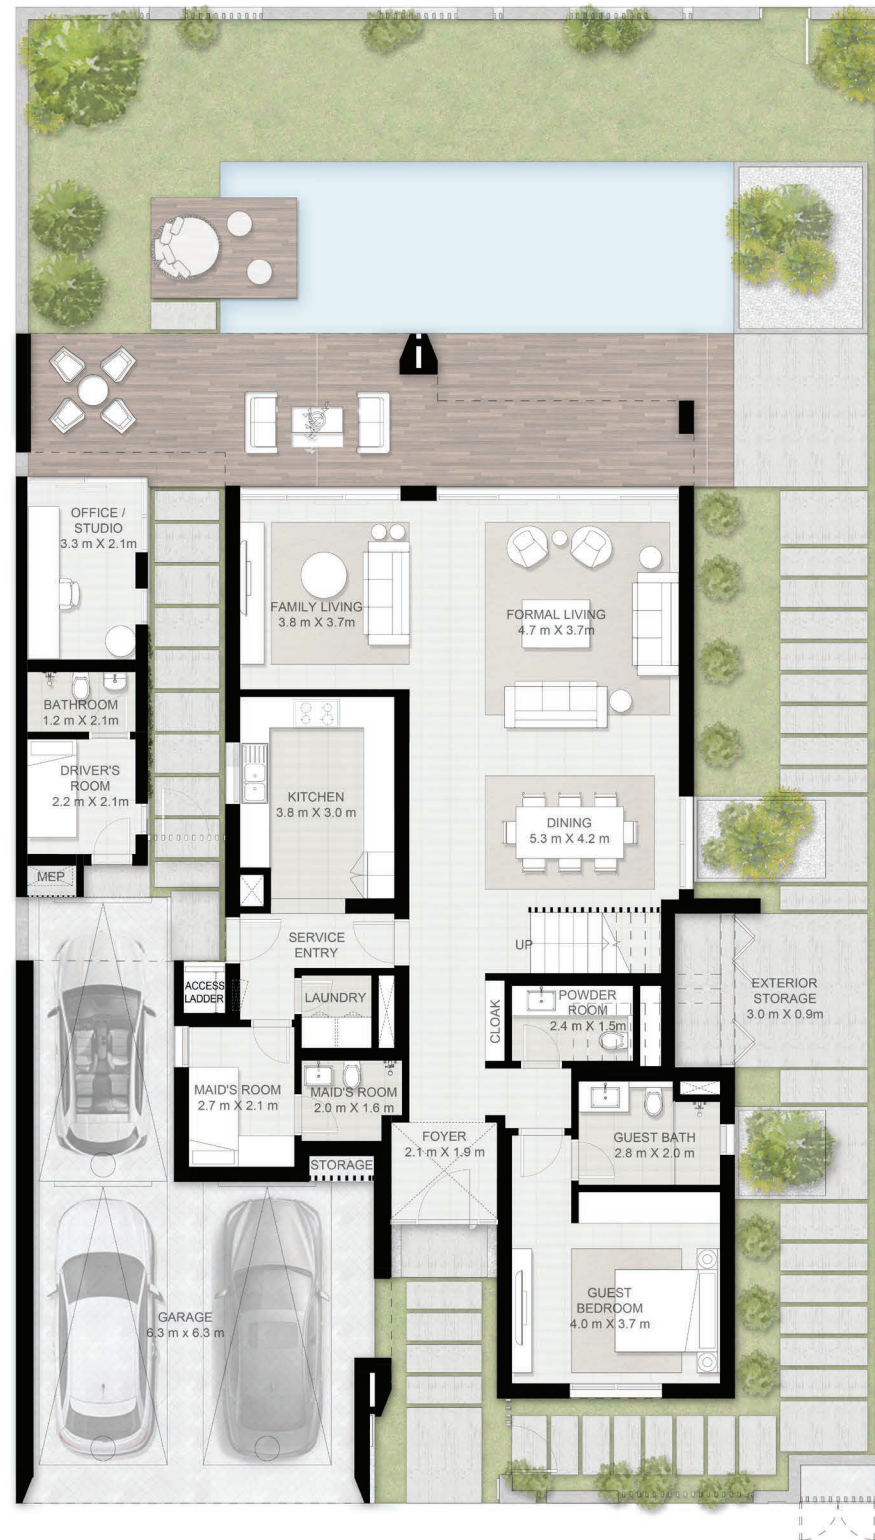 OFFICE /
STUDIO
3.3 m X 2.1m
FAMILY LIVING
3.8 m X 3.7m
FORMAL LIVING
4.7 m X 3.7m
BATHROOM
1.2 m X 2.1m
DRIVER'S
ROOM
2.2 m X 2.1m
KITCHEN
3.8 m X 3.0 m
DINING
5.3 m X 4.2 m
MEP
SERVICE
ENTRY
UP
ACCESS
LADDER
LAUNDRY
CLOAK
POWDER
ROOM
2.4 m X 1.5m
EXTERIOR
STORAGE
3.0 m X 0.9m
MAID'S ROOM
2.7 m X 2.1 m
MAID'S ROOM
2.0 m X 1.6 m
FOYER
2.1 m X 1.9 m
GUEST BATH
2.8 m X 2.0 m
STORAGE
GARAGE
6.3 m x 6.3 m
GUEST
BEDROOM
4.0 m X 3.7 m